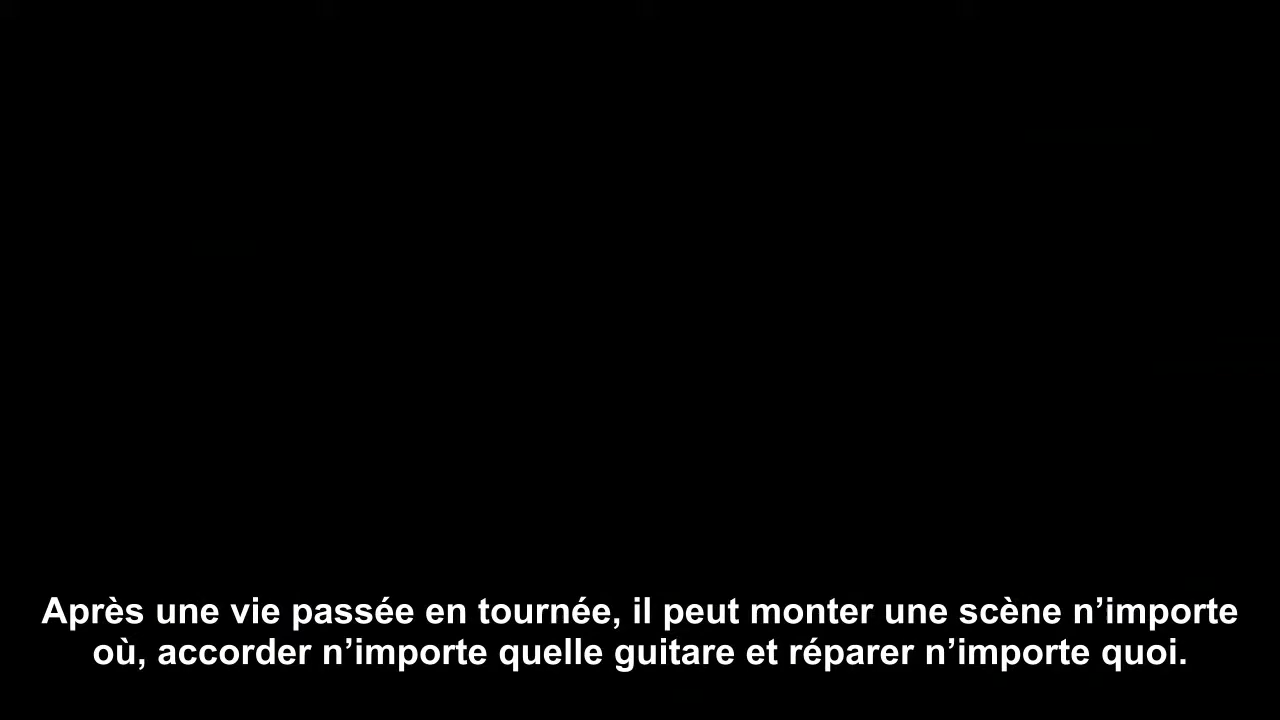 Après une vie passée en tournée, il peut monter une scène n’importe
où, accorder n’importe quelle guitare et réparer n’importe quoi.